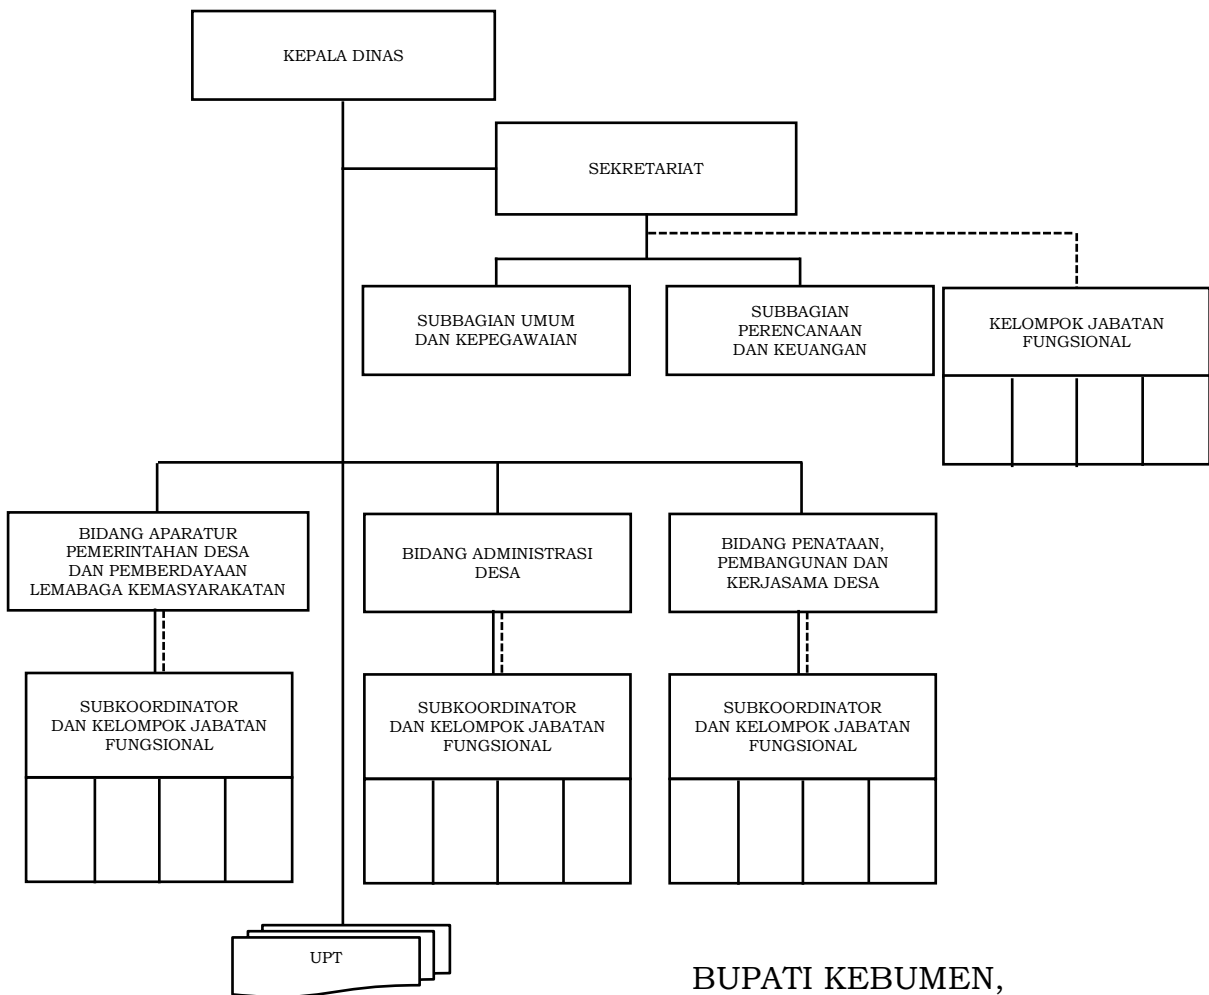 KEPALA DINAS
SEKRETARIAT
SUBBAGIAN UMUM
DAN KEPEGAWAIAN
SUBBAGIAN
PERENCANAAN
DAN KEUANGAN
KELOMPOK JABATAN
FUNGSIONAL
BIDANG APARATUR
PEMERINTAHAN DESA
DAN PEMBERDAYAAN
LEMABAGA KEMASYARAKATAN
BIDANG ADMINISTRASI
DESA
BIDANG PENATAAN,
PEMBANGUNAN DAN
KERJASAMA DESA
SUBKOORDINATOR
DAN KELOMPOK JABATAN
FUNGSIONAL
SUBKOORDINATOR
DAN KELOMPOK JABATAN
FUNGSIONAL
SUBKOORDINATOR
DAN KELOMPOK JABATAN
FUNGSIONAL
UPT
BUPATI KEBUMEN,